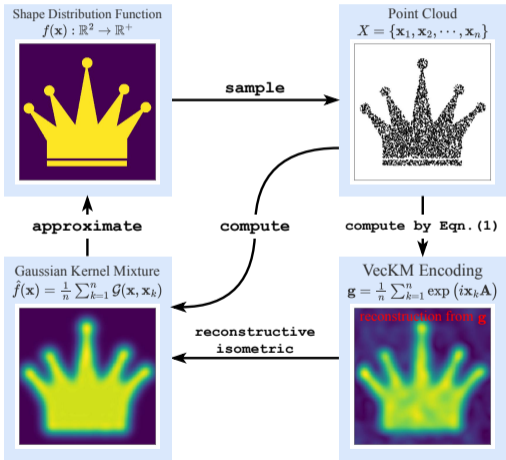 Shape Distribution Function
f(𝐱) : ℝ² → ℝ⁺
sample
Point Cloud
X = {𝐱₁, 𝐱₂, ⋯, 𝐱ₙ}
approximate
compute
compute by Eqn.(1)
Gaussian Kernel Mixture
f̂(𝐱) = 1/n ∑ₖ₌₁ⁿ 𝒢(𝐱, 𝐱ₖ)
reconstructive
isometric
VecKM Encoding
𝐠 = 1/n ∑ₖ₌₁ⁿ exp (i𝐱ₖ𝐀)
reconstruction from 𝐠